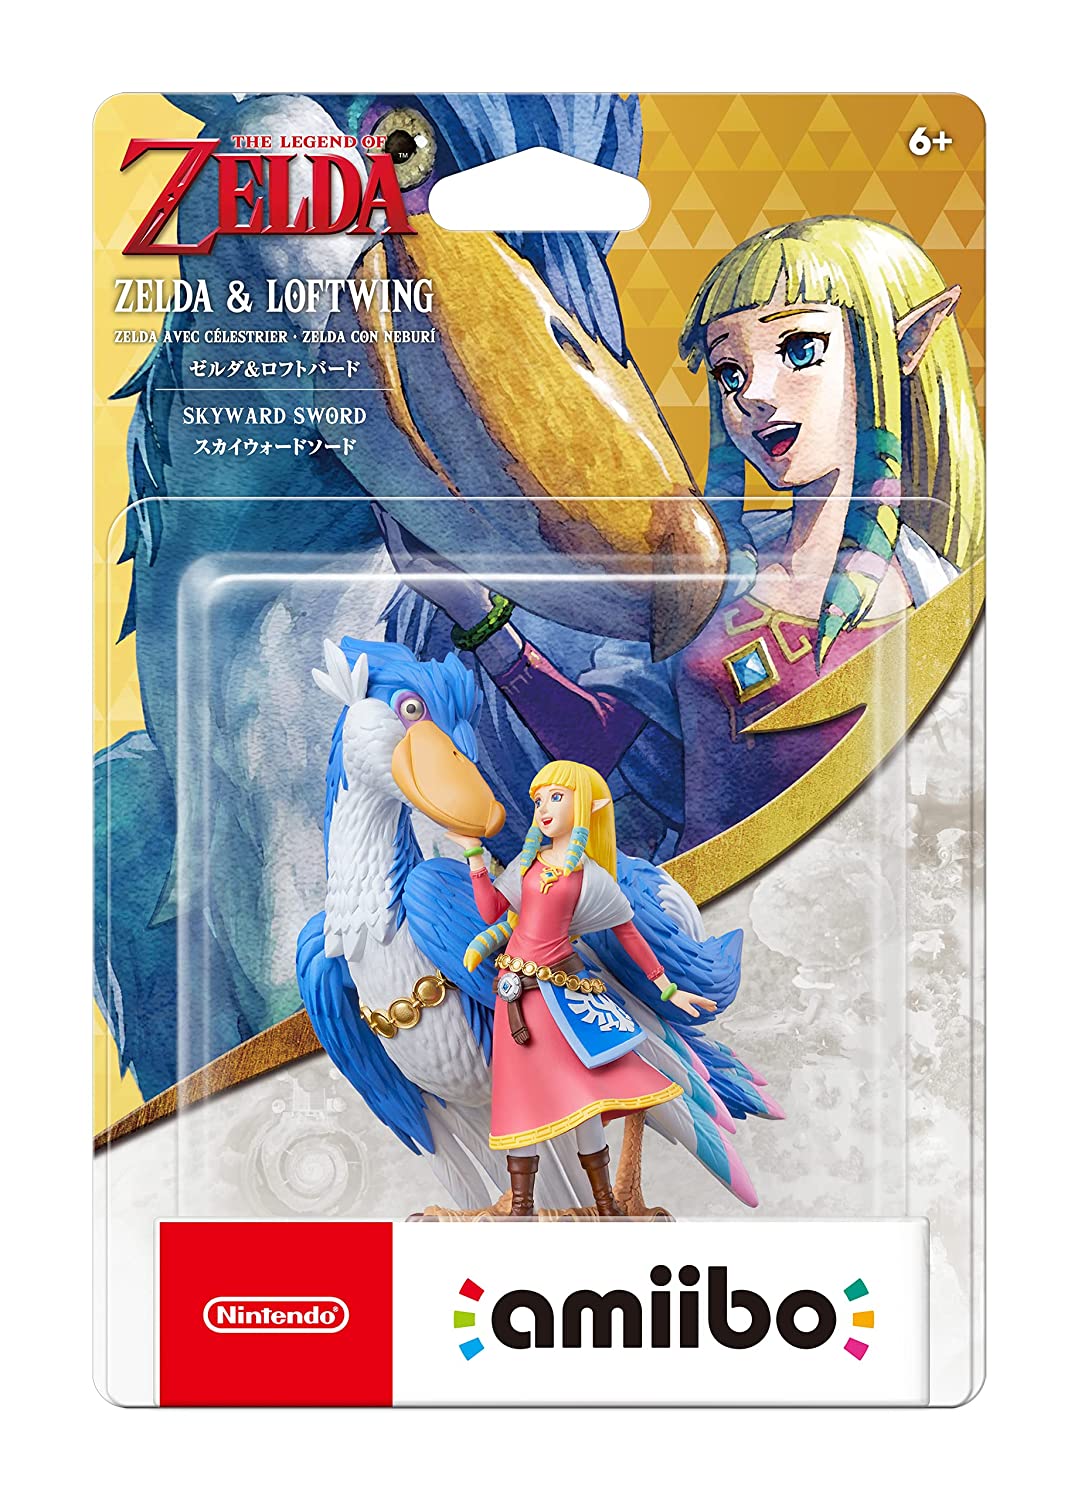 THE LEGEND OF
ZELDA™
6+
ZELDA & LOFTWING
ZELDA AVEC CÉLESTRIER · ZELDA CON NEBURÍ
ゼルダ&ロフトバード
SKYWARD SWORD
スカイウォードソード
Nintendo®
amiibo